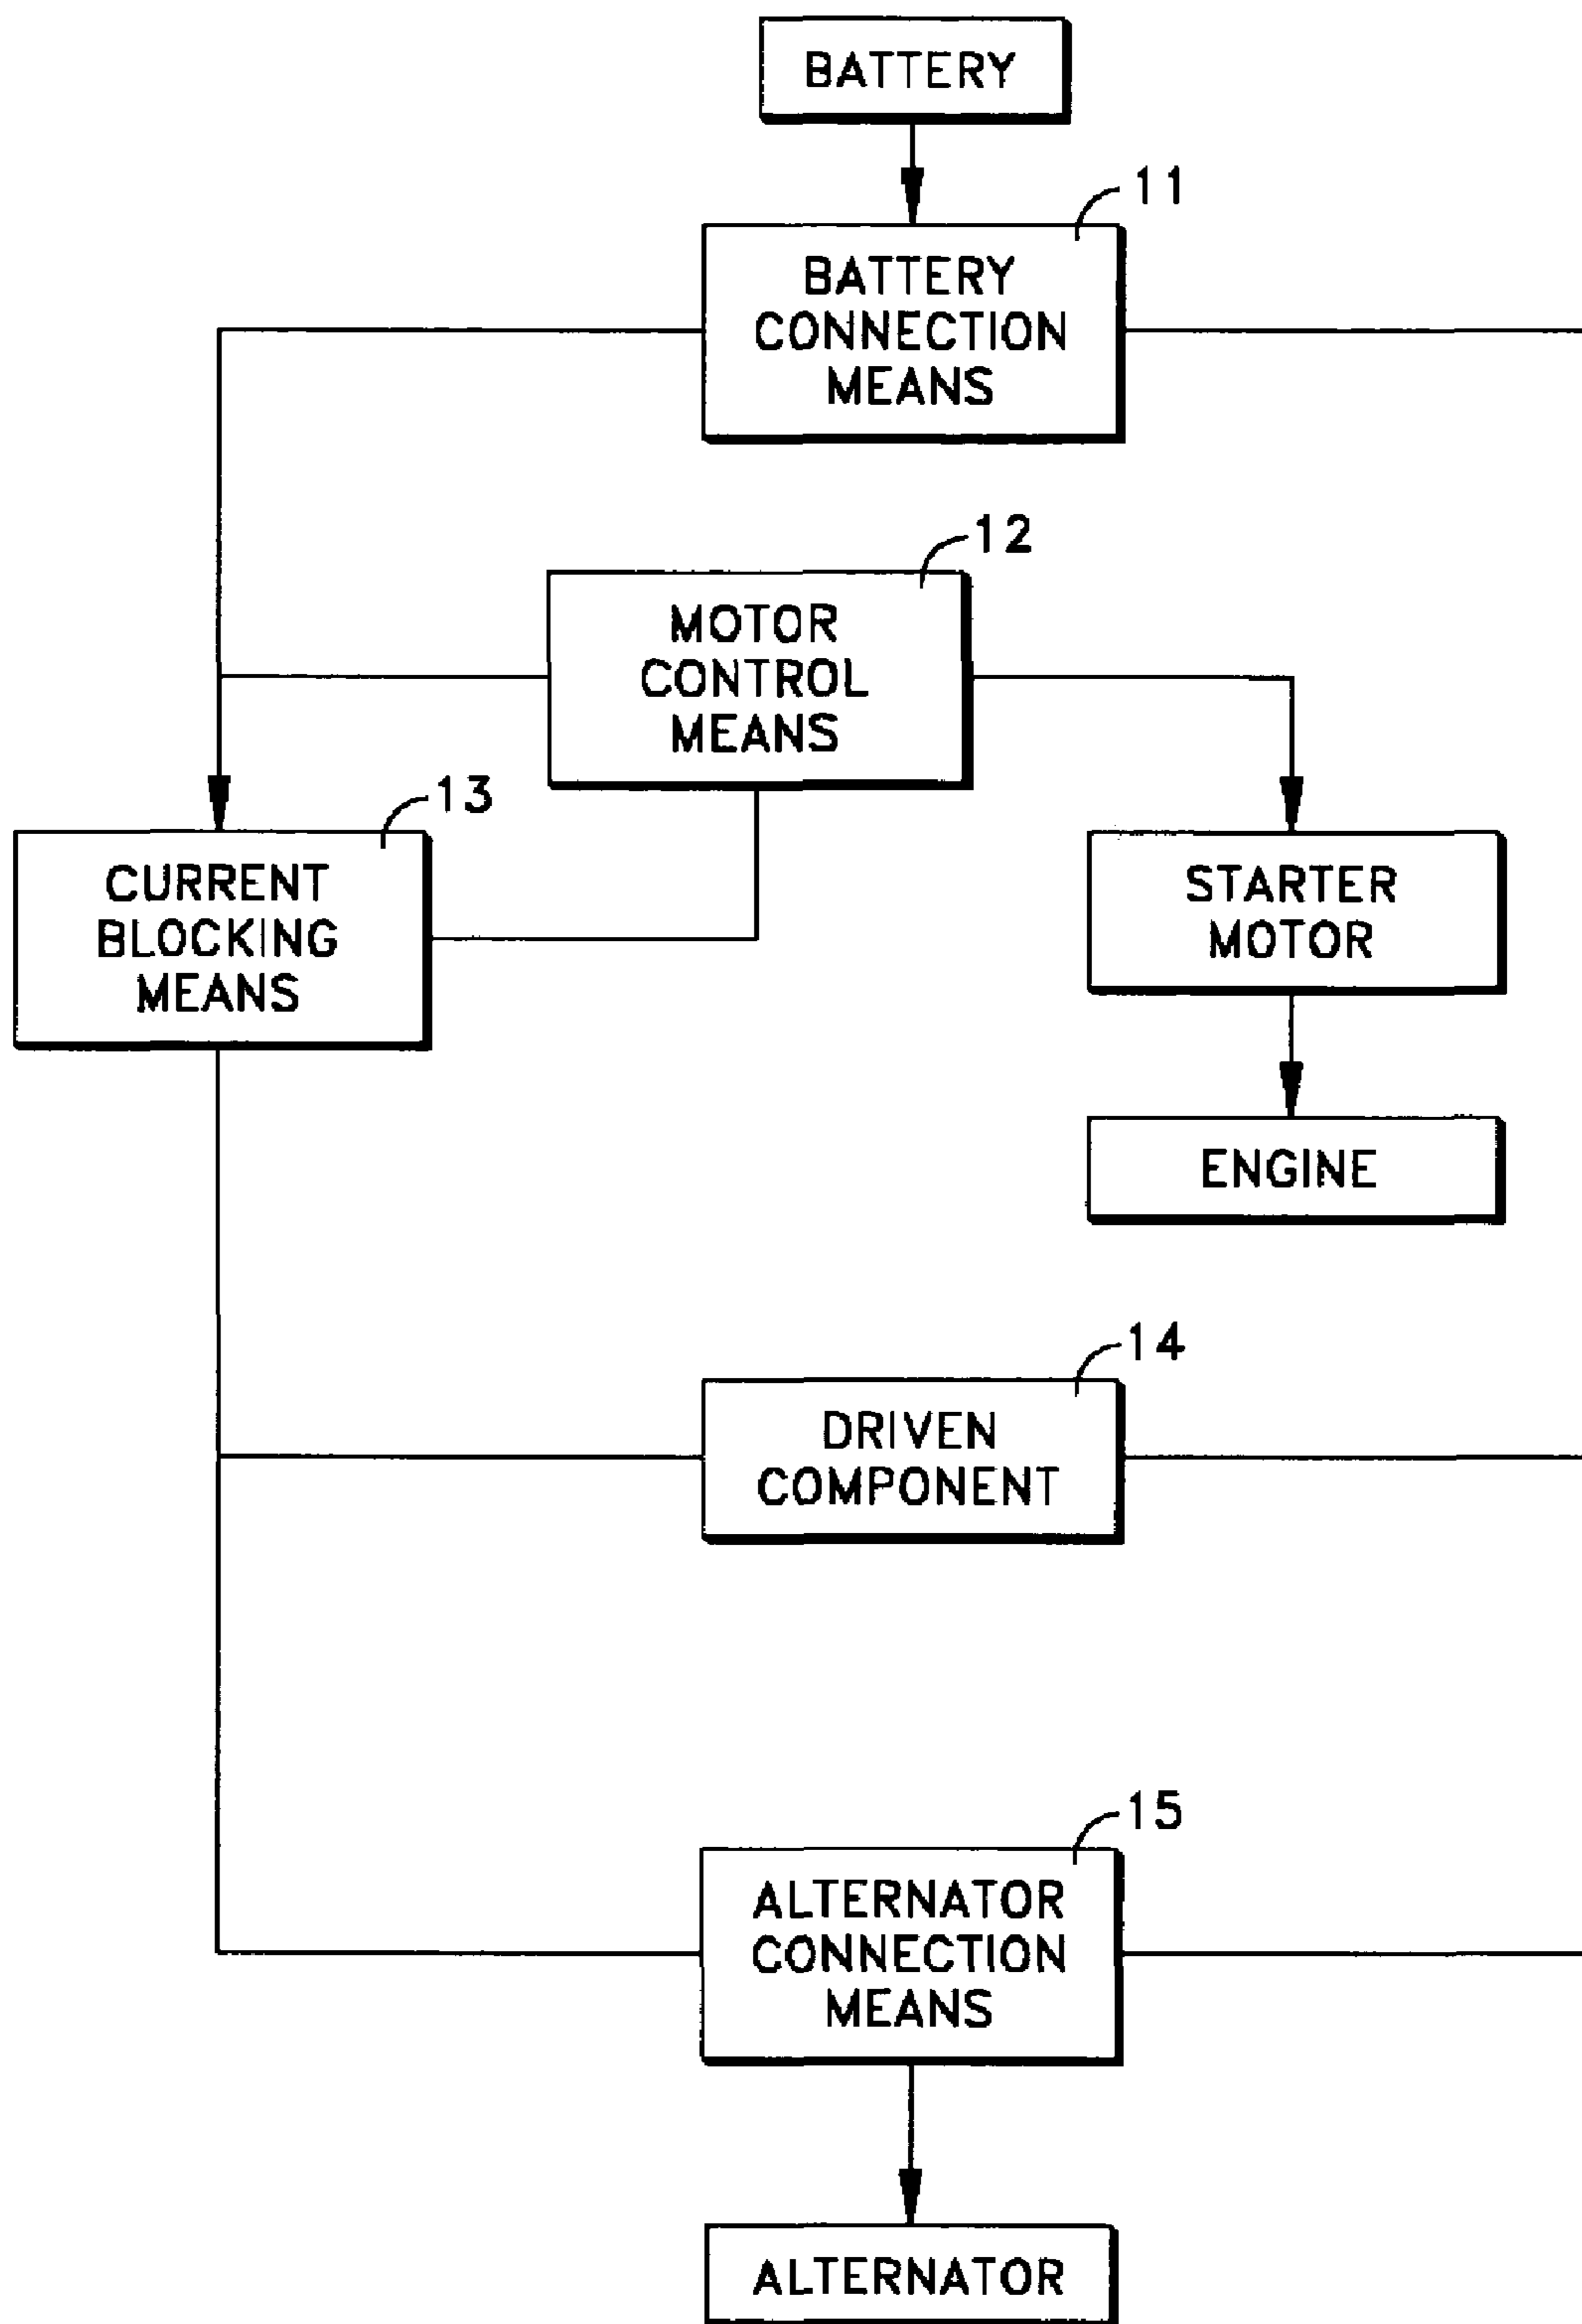 BATTERY
11
BATTERY
CONNECTION
MEANS
12
MOTOR
CONTROL
MEANS
13
CURRENT
BLOCKING
MEANS
STARTER
MOTOR
ENGINE
14
DRIVEN
COMPONENT
15
ALTERNATOR
CONNECTION
MEANS
ALTERNATOR